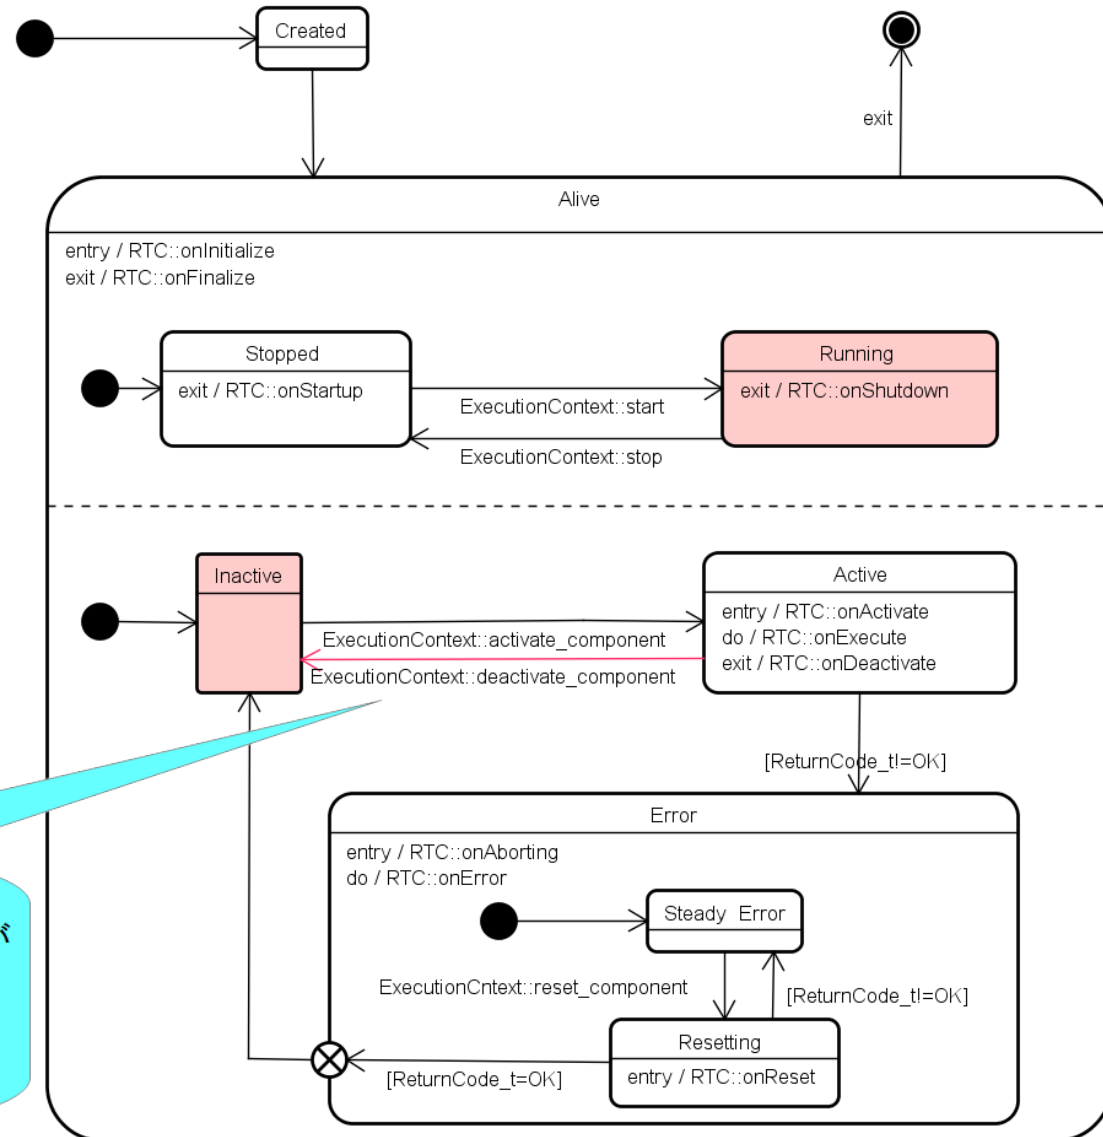 Created
exit
Alive
entry / RTC::onInitialize
exit / RTC::onFinalize
Stopped
exit / RTC::onStartup
Running
exit / RTC::onShutdown
ExecutionContext::start
ExecutionContext::stop
Inactive
Active
entry / RTC::onActivate
do / RTC::onExecute
exit / RTC::onDeactivate
ExecutionContext::activate_component
ExecutionContext::deactivate_component
[ReturnCode_t!=OK]
Error
entry / RTC::onAborting
do / RTC::onError
Steady Error
ExecutionCntext::reset_component
[ReturnCode_t!=OK]
Resetting
entry / RTC::onReset
[ReturnCode_t=OK]